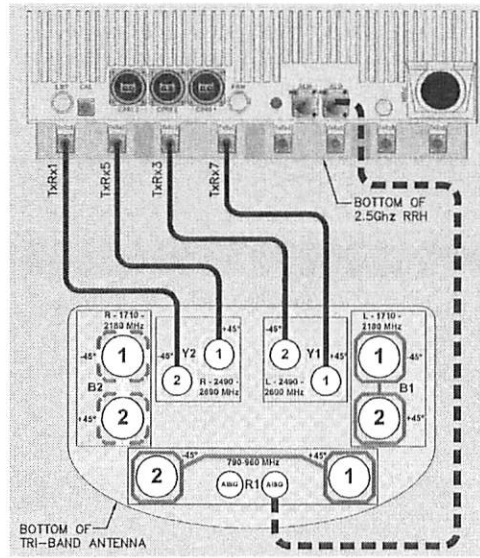 CAL
TxRx1
TxRx5
TxRx3
TxRx7
BOTTOM OF
2.5Ghz RRH
R - 1710-
2180 MHz
-45°
1
B2
+45°
2
-45°
Y2
+45°
1
2
R - 2490-
2690 MHz
-45°
Y1
+45°
2
1
L - 2490-
2690 MHz
L - 1710-
2180 MHz
1
-45°
B1
2
+45°
-45°
+45°
790-960 MHz
2
AISG
R1
AISG
1
BOTTOM OF
TRI-BAND ANTENNA